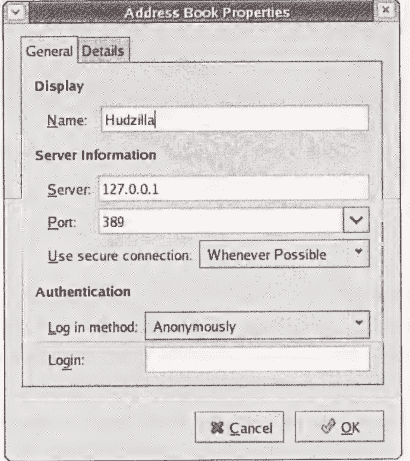 Address Book Properties
General Details
Display
Name: Hudzilla
Server Information
Server: 127.0.0.1
Port: 389
Use secure connection: Whenever Possible
Authentication
Log in method: Anonymously
Login:
Cancel OK